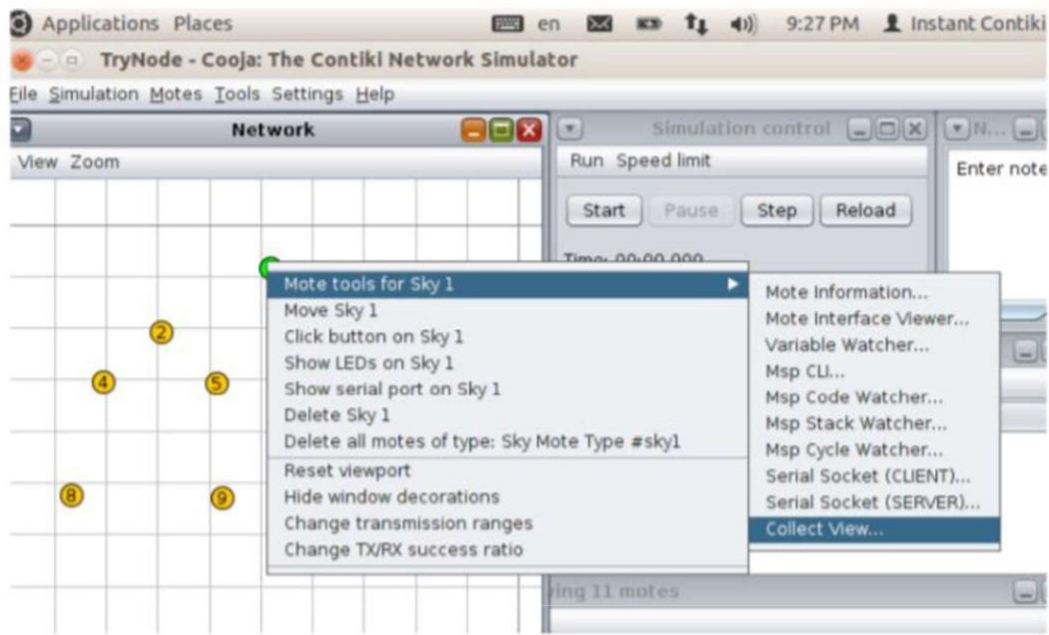 Applications Places en 9:27 PM Instant Contiki
TryNode - Cooja: The Contiki Network Simulator
File Simulation Motes Tools Settings Help
Network
View Zoom
2
4
5
8
9
Simulation control
Run Speed limit
Start Pause Step Reload
Time: 00:00.000
N...
Enter note
Mote tools for Sky 1
Move Sky 1
Click button on Sky 1
Show LEDs on Sky 1
Show serial port on Sky 1
Delete Sky 1
Delete all motes of type: Sky Mote Type #sky1
Reset viewport
Hide window decorations
Change transmission ranges
Change TX/RX success ratio
Mote Information...
Mote Interface Viewer...
Variable Watcher...
Msp CLI...
Msp Code Watcher...
Msp Stack Watcher...
Msp Cycle Watcher...
Serial Socket (CLIENT)...
Serial Socket (SERVER)...
Collect View...
ving 11 motes